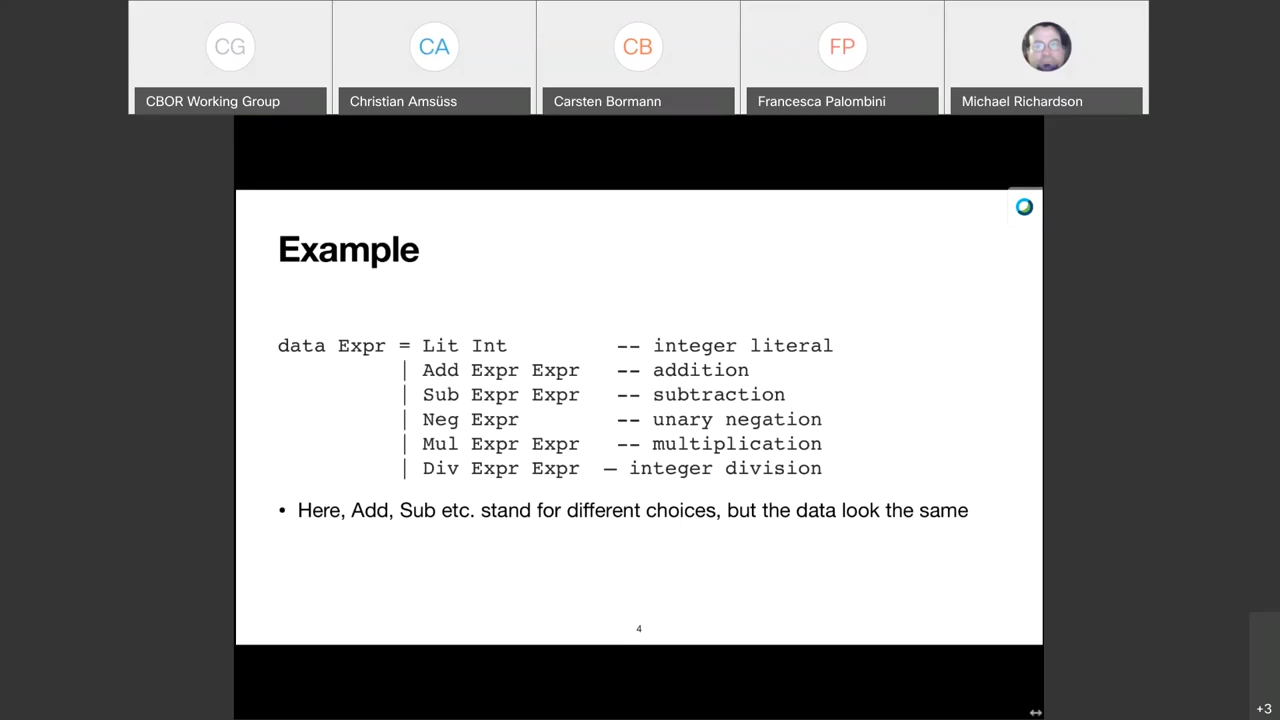 CG
CA
CB
FP
CBOR Working Group
Christian Amsüss
Carsten Bormann
Francesca Palombini
Michael Richardson
Example
data Expr = Lit Int -- integer literal
| Add Expr Expr -- addition
| Sub Expr Expr -- subtraction
| Neg Expr -- unary negation
| Mul Expr Expr -- multiplication
| Div Expr Expr — integer division
• Here, Add, Sub etc. stand for different choices, but the data look the same
4
+3